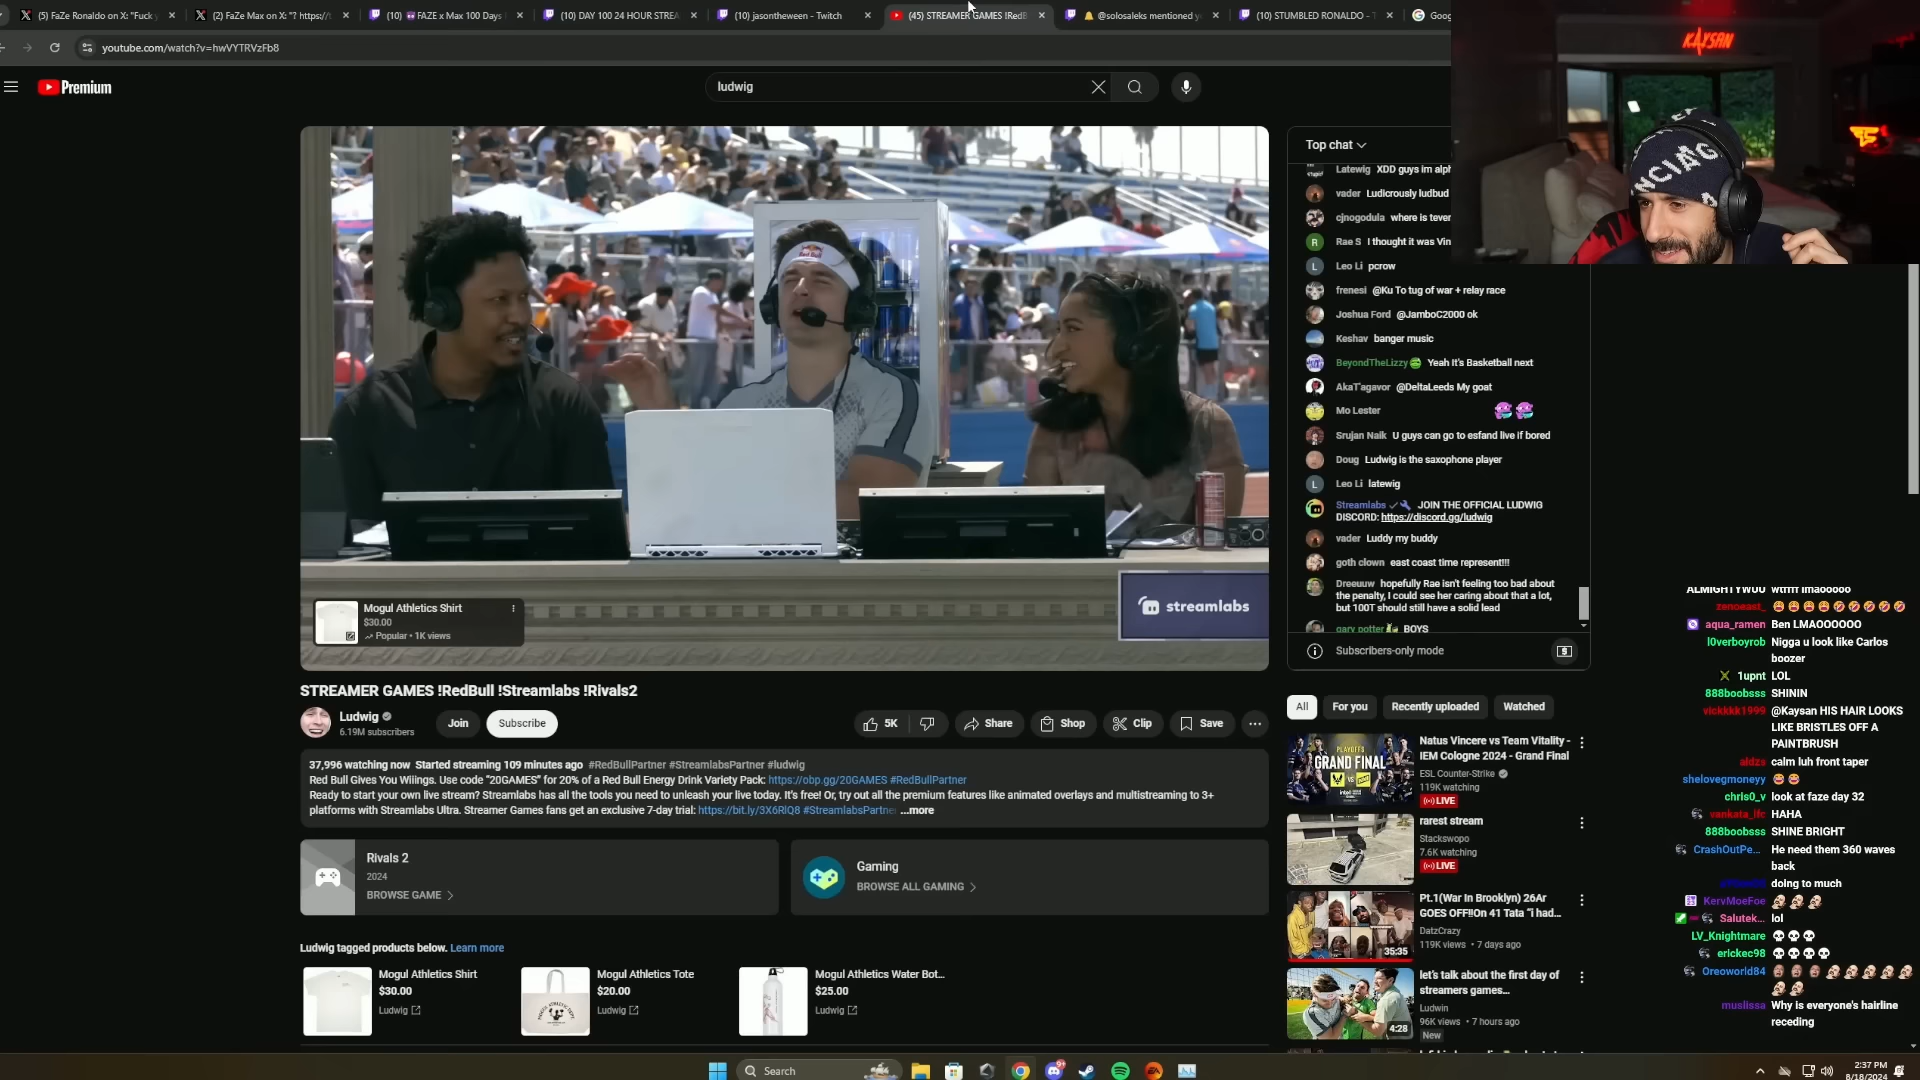 (5) FaZe Ronaldo on X: "Fuck y
(2) FaZe Max on X: "? https://t
(10) FAZE x Max 100 Days
(10) DAY 100 24 HOUR STREA
(10) jasontheween - Twitch
(45) STREAMER GAMES !RedB
@solosaleks mentioned y
(10) STUMBLED RONALDO - T
Goog
youtube.com/watch?v=hwVYTRVzFb8
Premium
ludwig
KAYSAN
NCIAG
Red Bull
Mogul Athletics Shirt
$30.00
Popular • 1K views
streamlabs
Top chat
Latewig XDD guys im alph
vader Ludicrously ludbud
cjnogodula where is tever
Rae S I thought it was Vin
Leo Li pcrow
frenesi @Ku To tug of war + relay race
Joshua Ford @JamboC2000 ok
Keshav banger music
BeyondTheLizzy Yeah It's Basketball next
AkaTagavor @DeltaLeeds My goat
Mo Lester
Srujan Naik U guys can go to esfand live if bored
Doug Ludwig is the saxophone player
Leo Li latewig
Streamlabs JOIN THE OFFICIAL LUDWIG
DISCORD: https://discord.gg/ludwig
vader Luddy my buddy
goth clown east coast time represent!!!
Dreeuuw hopefully Rae isn't feeling too bad about
the penalty, I could see her caring about that a lot,
but 100T should still have a solid lead
gary potter BOYS
Subscribers-only mode
STREAMER GAMES !RedBull !Streamlabs !Rivals2
Ludwig
6.19M subscribers
Join
Subscribe
5K
Share
Shop
Clip
Save
37,996 watching now Started streaming 109 minutes ago #RedBullPartner #StreamlabsPartner #ludwig
Red Bull Gives You Wiiings. Use code "20GAMES" for 20% of a Red Bull Energy Drink Variety Pack: https://obp.gg/20GAMES #RedBullPartner
Ready to start your own live stream? Streamlabs has all the tools you need to unleash your live today. It's free! Or, try out all the premium features like animated overlays and multistreaming to 3+
platforms with Streamlabs Ultra. Streamer Games fans get an exclusive 7-day trial: https://bit.ly/3X6RlQ8 #StreamlabsPartne ...more
Rivals 2
2024
BROWSE GAME
Gaming
BROWSE ALL GAMING
Ludwig tagged products below. Learn more
Mogul Athletics Shirt
$30.00
Ludwig
Mogul Athletics Tote
$20.00
Ludwig
Mogul Athletics Water Bot...
$25.00
Ludwig
All
For you
Recently uploaded
Watched
PLAYOFFS
GRAND FINAL
Natus Vincere vs Team Vitality -
IEM Cologne 2024 - Grand Final
ESL Counter-Strike
119K watching
LIVE
rarest stream
Stackswopo
7.6K watching
LIVE
35:35
Pt.1(War In Brooklyn) 26Ar
GOES OFF!!On 41 Tata "i had...
DatzCrazy
119K views • 7 days ago
4:28
let's talk about the first day of
streamers games...
Ludwin
96K views • 7 hours ago
New
ALMIGHTYWUU wtffff lmaooooo
zenoeast_
aqua_ramen Ben LMAOOOOOO
l0verboyrob Nigga u look like Carlos
boozer
1upnt LOL
888boobsss SHININ
vickkkk1999 @Kaysan HIS HAIR LOOKS
LIKE BRISTLES OFF A
PAINTBRUSH
aldzs calm luh front taper
shelovegmoneyy
chris0_v look at faze day 32
vankata_lfc HAHA
888boobsss SHINE BRIGHT
CrashOutPe... He need them 360 waves
back
doing to much
KervMoeFoe
Salutek... lol
LV_Knightmare
erickec98
Oreoworld84
muslissa Why is everyone's hairline
receding
Search
2:37 PM
8/18/2024